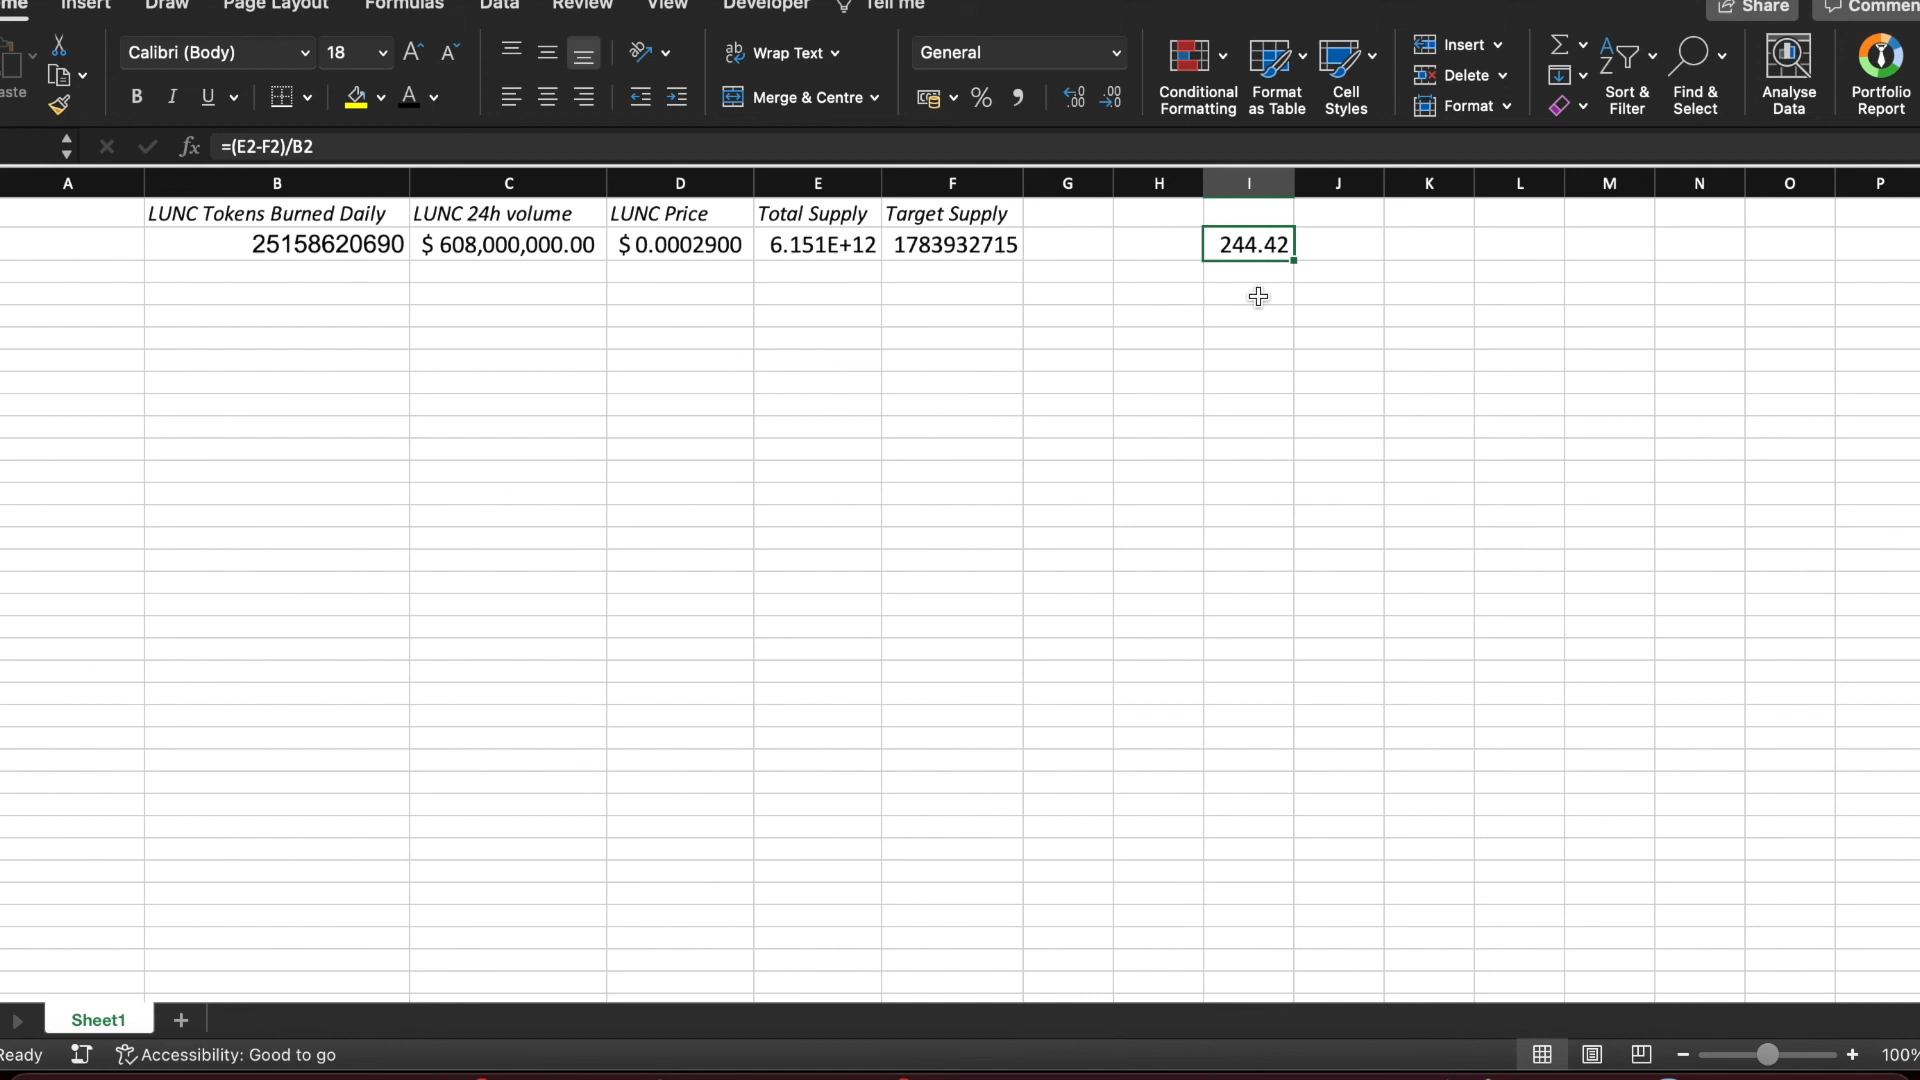 ome Insert Draw Page Layout Formulas Data Review View Developer Tell me Share Commen
Calibri (Body) 18 Wrap Text General Insert
aste B I U Merge & Centre Conditional Formatting Format as Table Cell Styles Delete Format Sort & Filter Find & Select Analyse Data Portfolio Report
fx =(E2-F2)/B2
A B C D E F G H I J K L M N O P
LUNC Tokens Burned Daily LUNC 24h volume LUNC Price Total Supply Target Supply
25158620690 $ 608,000,000.00 $ 0.0002900 6.151E+12 1783932715 244.42
Sheet1 +
Ready Accessibility: Good to go 100%